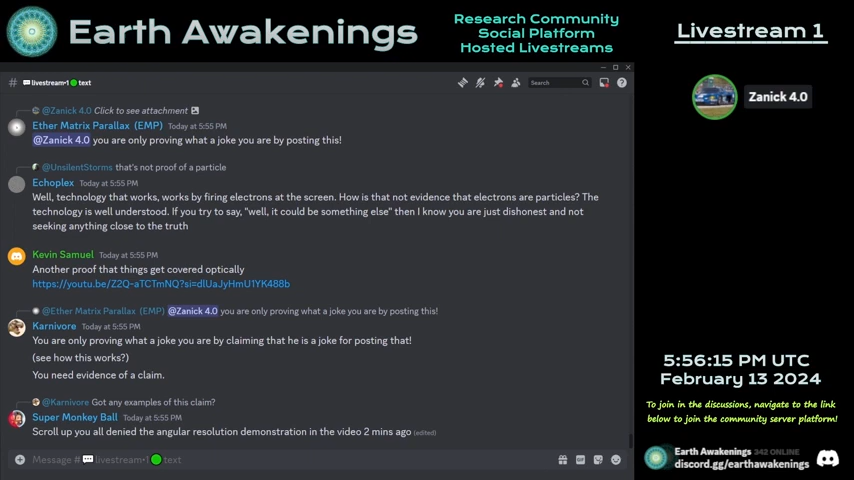 Earth Awakenings
Research Community
Social Platform
Hosted Livestreams
Livestream 1
Zanick 4.0
# livestream•1 text
Search
@Zanick 4.0 Click to see attachment
Ether Matrix Parallax (EMP) Today at 5:55 PM
@Zanick 4.0 you are only proving what a joke you are by posting this!
@UnsilentStorms that's not proof of a particle
Echoplex Today at 5:55 PM
Well, technology that works, works by firing electrons at the screen. How is that not evidence that electrons are particles? The
technology is well understood. If you try to say, "well, it could be something else" then I know you are just dishonest and not
seeking anything close to the truth
Kevin Samuel Today at 5:55 PM
Another proof that things get covered optically
https://youtu.be/Z2Q-aTCTmNQ?si=dlUaJyHmU1YK488b
@Ether Matrix Parallax (EMP) @Zanick 4.0 you are only proving what a joke you are by posting this!
Karnivore Today at 5:55 PM
You are only proving what a joke you are by claiming that he is a joke for posting that!
(see how this works?)
You need evidence of a claim.
@Karnivore Got any examples of this claim?
Super Monkey Ball Today at 5:55 PM
Scroll up you all denied the angular resolution demonstration in the video 2 mins ago (edited)
Message # livestream•1 text
GIF
5:56:15 PM UTC
February 13 2024
To join in the discussions, navigate to the link
below to join the community server platform!
Earth Awakenings 342 ONLINE
discord.gg/earthawakenings